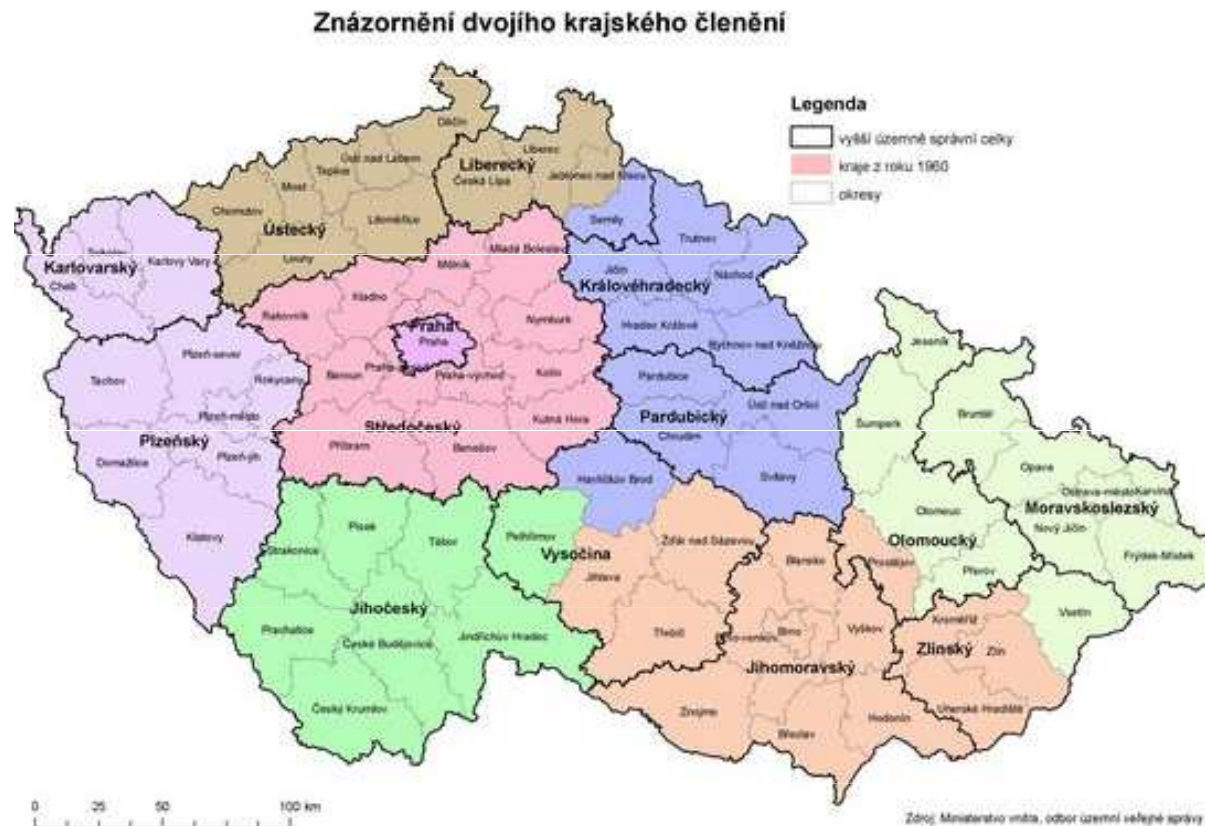 Znázornění dvojího krajského členění
Legenda
vyšší územně správní celky
kraje z roku 1960
okresy
Děčín
Ústí nad Labem
Liberec
Teplice
Liberecký
Česká Lípa
Jablonec nad Nisou
Most
Chomutov
Litoměřice
Semily
Ústecký
Trutnov
Louny
Mladá Boleslav
Karlovy Vary
Mělník
Karlovarský
Jičín
Náchod
Cheb
Královéhradecký
Kladno
Rakovník
Nymburk
Hradec Králové
Praha
Praha
Rychnov nad Kněžnou
Jeseník
Plzeň-sever
Beroun
Praha-východ
Kolín
Tachov
Rokycany
Pardubice
Ústí nad Orlicí
Plzeň-město
Kutná Hora
Bruntál
Šumperk
Středočeský
Pardubický
Plzeňský
Chrudim
Příbram
Benešov
Domažlice
Plzeň-jih
Opava
Havlíčkův Brod
Svitavy
Ostrava-město
Karviná
Moravskoslezský
Olomouc
Nový Jičín
Písek
Klatovy
Tábor
Pelhřimov
Strakonice
Vysočina
Žďár nad Sázavou
Olomoucký
Frýdek-Místek
Blansko
Prostějov
Jihlava
Přerov
Jihočeský
Vsetín
Kroměříž
Prachatice
Třebíč
Brno
Vyškov
České Budějovice
Jindřichův Hradec
Zlínský
Zlín
Jihomoravský
Český Krumlov
Znojmo
Hodonín
Uherské Hradiště
Břeclav
0 25 50 100 km
Zdroj: Ministerstvo vnitra, odbor územní veřejné správy